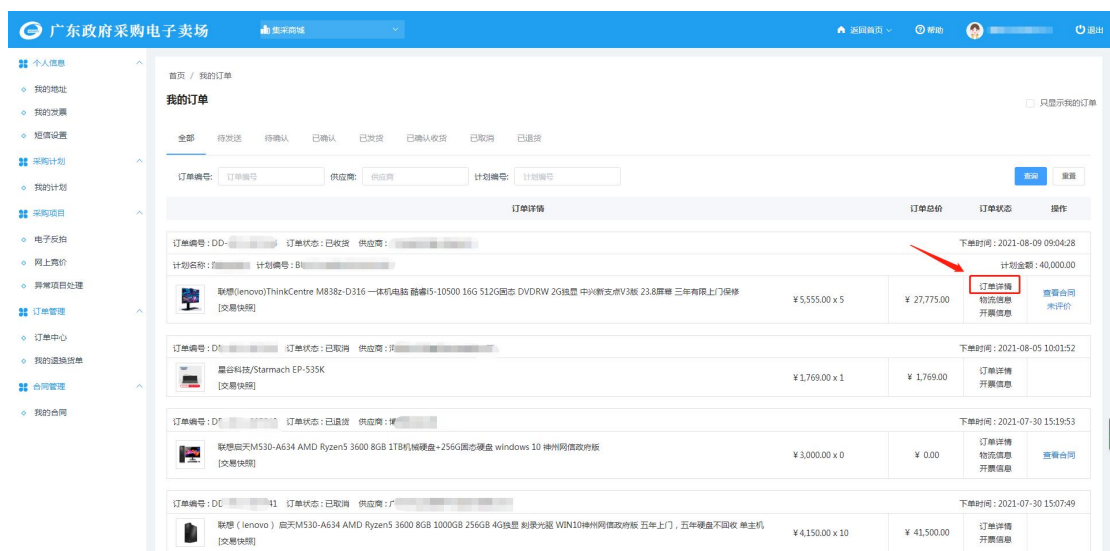 广东政府采购电子卖场 集采商城 返回首页 帮助 退出
个人信息
我的地址
我的发票
短信设置
采购计划
我的计划
采购项目
电子反拍
网上竞价
异常项目处理
订单管理
订单中心
我的退换货单
合同管理
我的合同
首页 / 我的订单
我的订单
只显示我的订单
全部 待发送 待确认 已确认 已发货 已确认收货 已取消 已退货
订单编号: 订单编号 供应商: 供应商 计划编号: 计划编号 查询 重置
订单详情 订单总价 订单状态 操作
订单编号 : DD- 订单状态 : 已收货 供应商 : 下单时间 : 2021-08-09 09:04:28
计划名称 : 计划编号 : 计划金额 : 40,000.00
联想(lenovo)ThinkCentre M838z-D316 一体机电脑 酷睿i5-10500 16G 512G固态 DVDRW 2G独显 中兴新支点V3版 23.8屏幕 三年有限上门保修
[交易快照]
¥ 5,555.00 x 5 ¥ 27,775.00
订单详情
物流信息
开票信息
查看合同
未评价
订单编号 : 订单状态 : 已取消 供应商 : 下单时间 : 2021-08-05 10:01:52
星谷科技/Starmach EP-535K
[交易快照]
¥ 1,769.00 x 1 ¥ 1,769.00
订单详情
开票信息
订单编号 : 订单状态 : 已退货 供应商 : 下单时间 : 2021-07-30 15:19:53
联想启天M530-A634 AMD Ryzen5 3600 8GB 1TB机械硬盘+256G固态硬盘 windows 10 神州网信政府版
[交易快照]
¥ 3,000.00 x 0 ¥ 0.00
订单详情
物流信息
开票信息
查看合同
订单编号 : 41 订单状态 : 已取消 供应商 : 下单时间 : 2021-07-30 15:07:49
联想（lenovo）启天M530-A634 AMD Ryzen5 3600 8GB 1000GB 256GB 4G独显 刻录光驱 WIN10神州网信政府版 五年上门，五年硬盘不回收 单主机
[交易快照]
¥ 4,150.00 x 10 ¥ 41,500.00
订单详情
开票信息